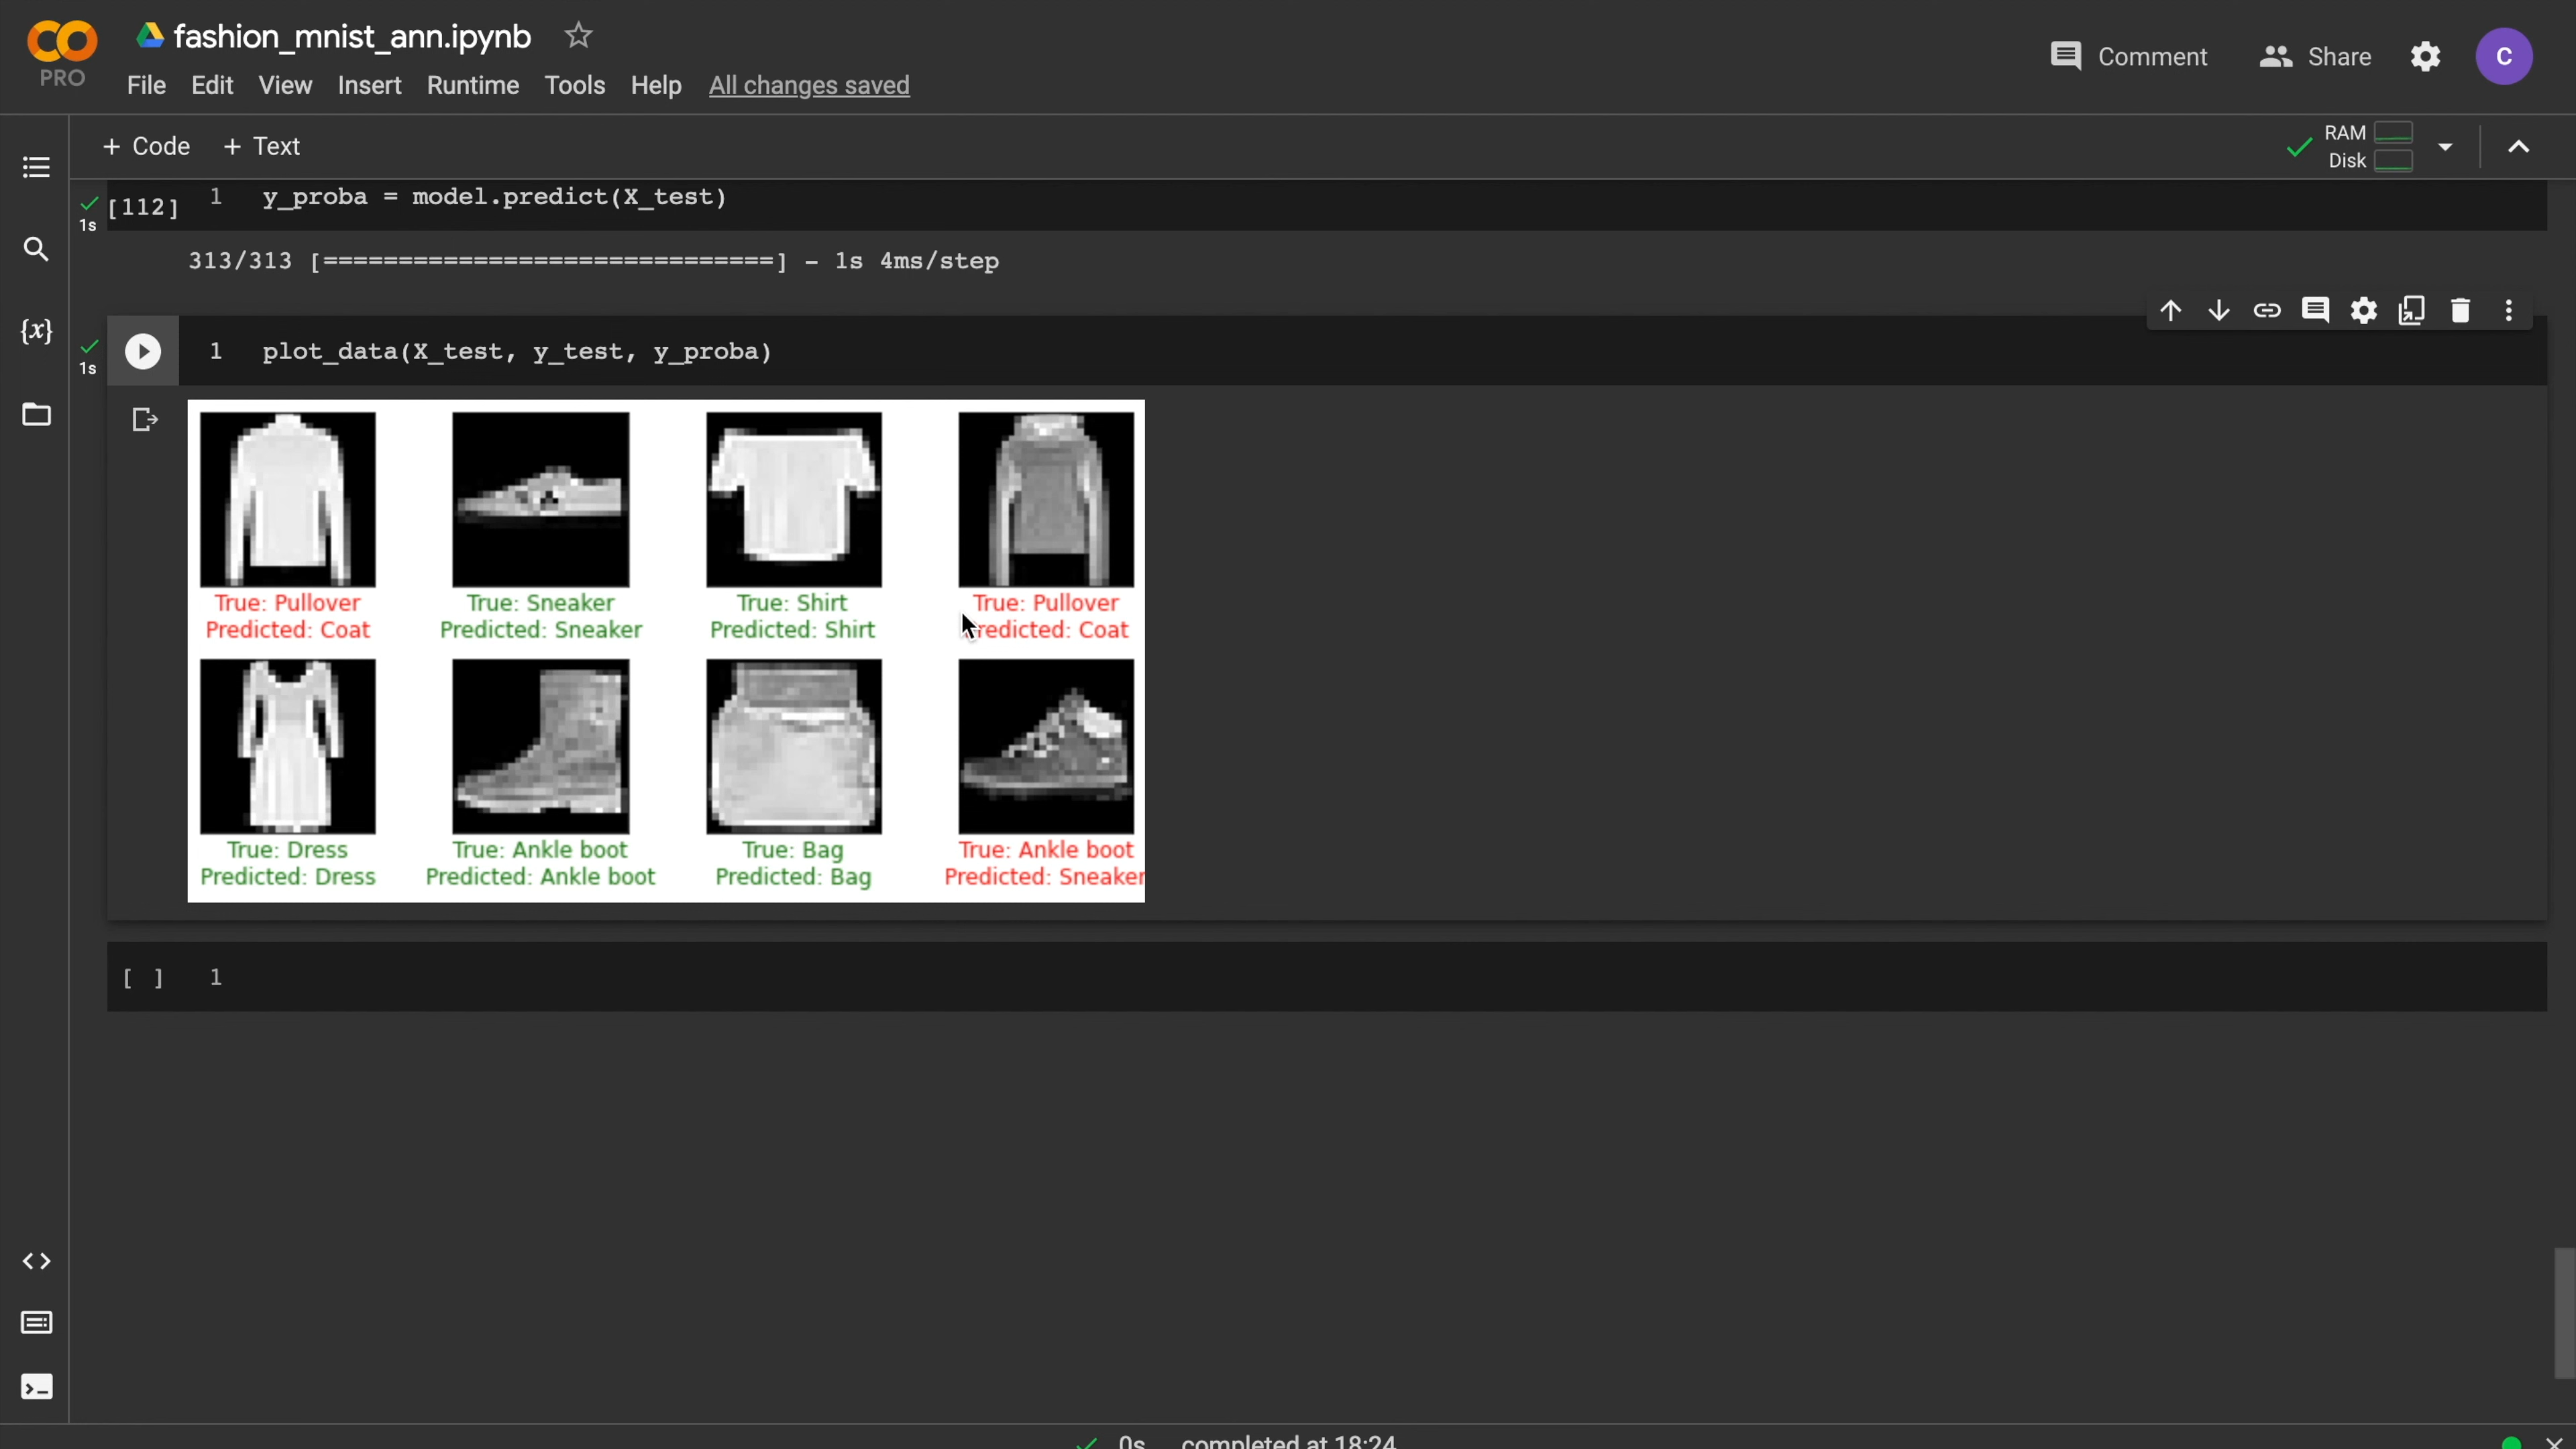 fashion_mnist_ann.ipynb
PRO
File Edit View Insert Runtime Tools Help All changes saved
Comment
Share
C
+ Code + Text
RAM
Disk
[112] 1 y_proba = model.predict(X_test)
1s
313/313 [==============================] - 1s 4ms/step
{x}
1 plot_data(X_test, y_test, y_proba)
1s
True: Pullover True: Sneaker True: Shirt True: Pullover
Predicted: Coat Predicted: Sneaker Predicted: Shirt Predicted: Coat
True: Dress True: Ankle boot True: Bag True: Ankle boot
Predicted: Dress Predicted: Ankle boot Predicted: Bag Predicted: Sneaker
[ ] 1
0s completed at 18:24